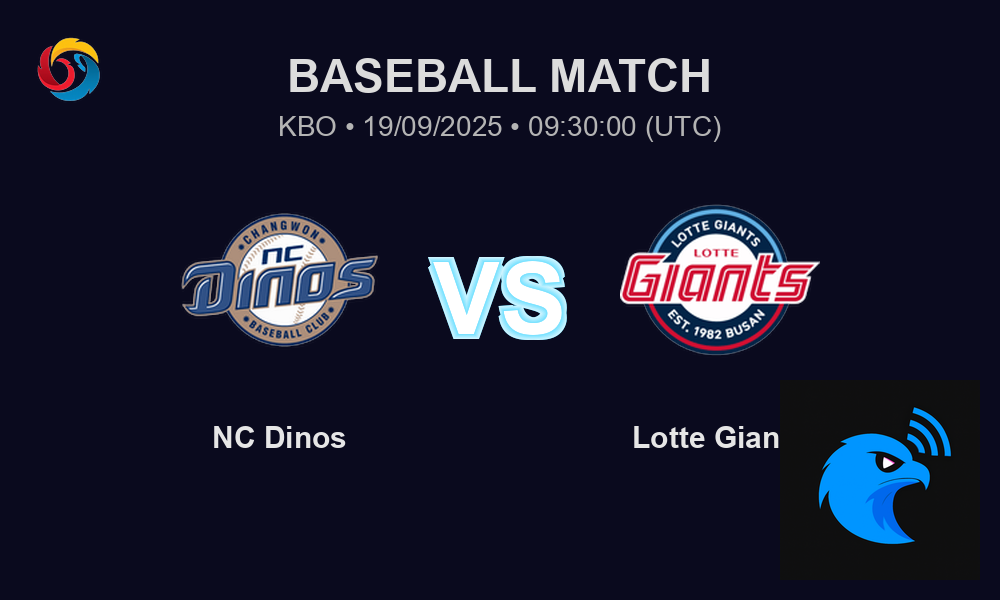 BASEBALL MATCH
KBO • 19/09/2025 • 09:30:00 (UTC)
• CHANGWON •
NC
Dinos
• BASEBALL CLUB •
VS
LOTTE GIANTS
LOTTE
Giants
EST. 1982 BUSAN
NC Dinos
Lotte Gian